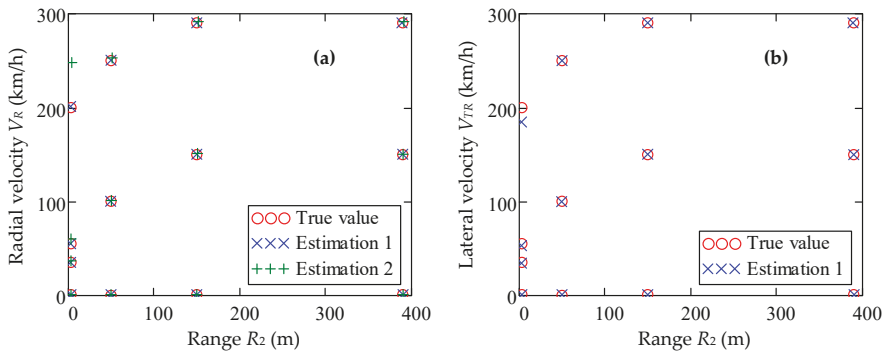 300
200
100
0
0
100
200
300
400
Radial velocity VR (km/h)
Range R2 (m)
(a)
True value
Estimation 1
Estimation 2
300
200
100
0
0
100
200
300
400
Lateral velocity VTR (km/h)
Range R2 (m)
(b)
True value
Estimation 1